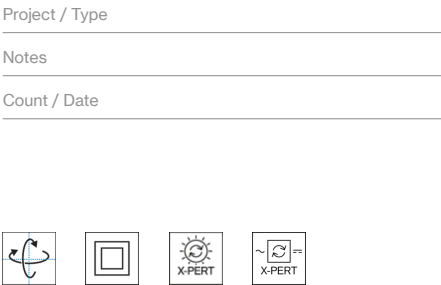 Project / Type
Notes
Count / Date
X-PERT
X-PERT